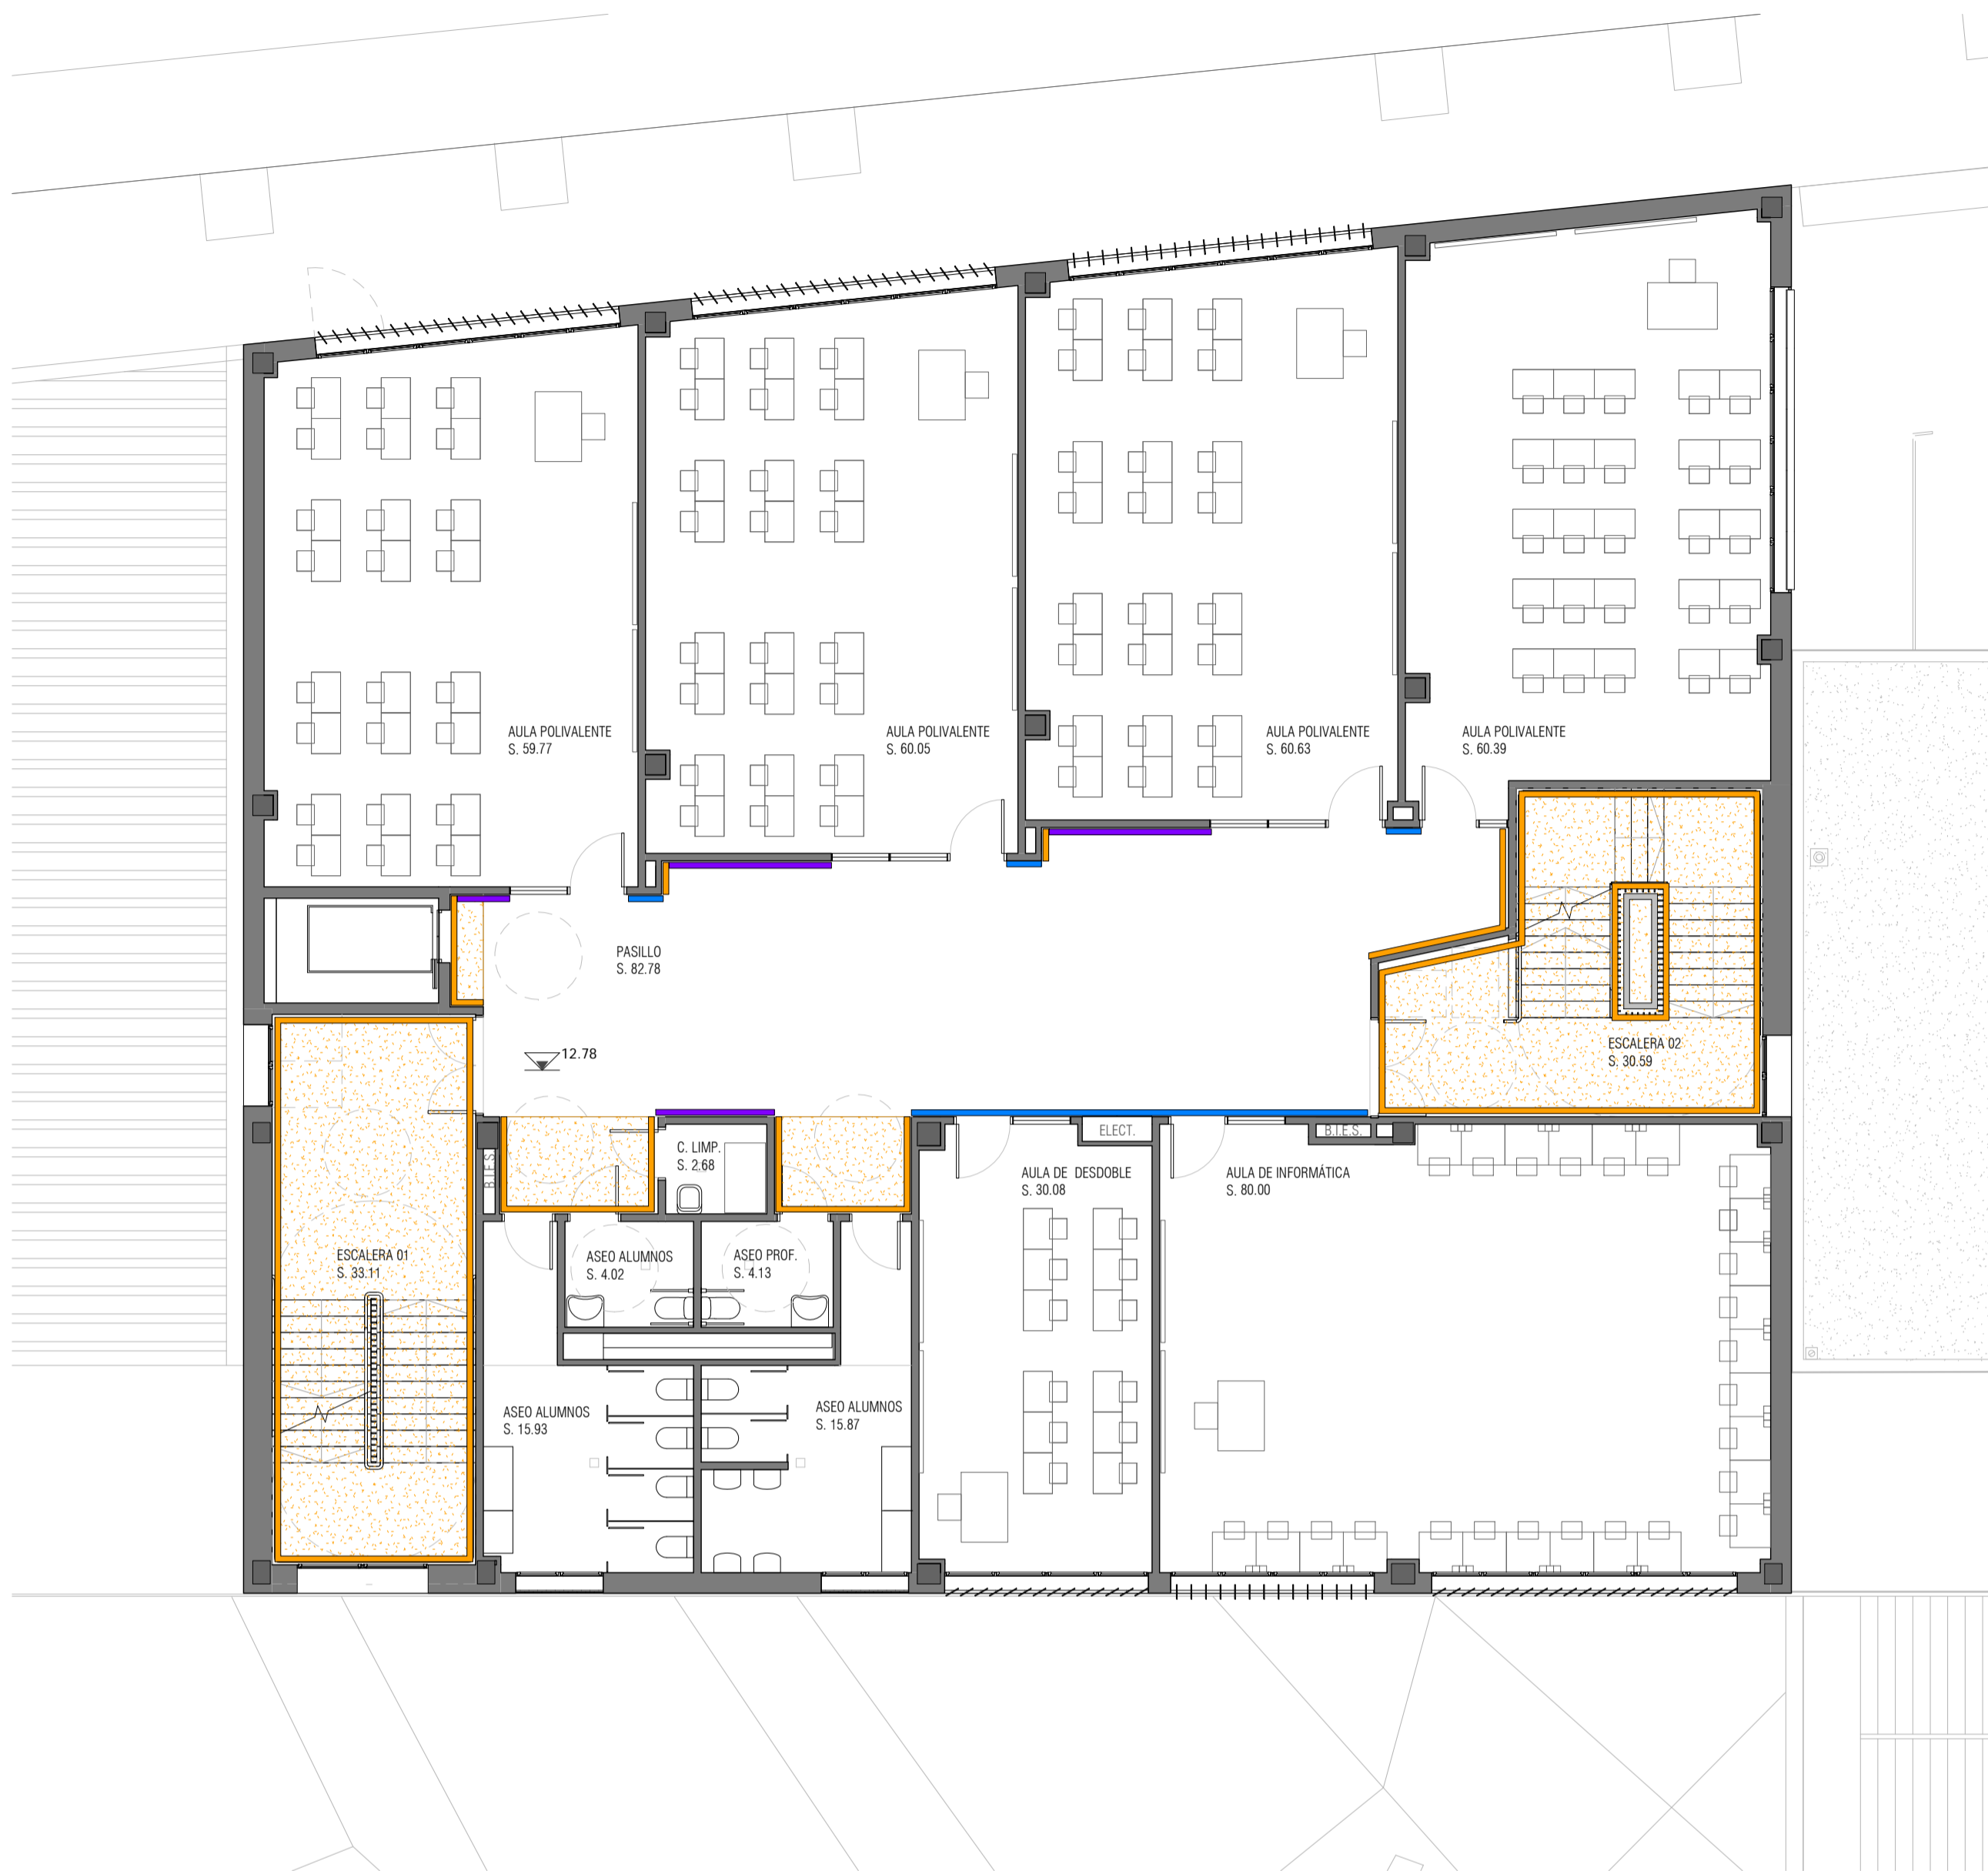 AULA POLIVALENTE
S. 59.77
AULA POLIVALENTE
S. 60.05
AULA POLIVALENTE
S. 60.63
AULA POLIVALENTE
S. 60.39
PASILLO
S. 82.78
12.78
ESCALERA 02
S. 30.59
ELECT.
B.I.E.S.
B.I.E.S.
C. LIMP.
S. 2.68
AULA DE DESDOBLE
S. 30.08
AULA DE INFORMÁTICA
S. 80.00
ESCALERA 01
S. 33.11
ASEO ALUMNOS
S. 4.02
ASEO PROF.
S. 4.13
ASEO ALUMNOS
S. 15.93
ASEO ALUMNOS
S. 15.87